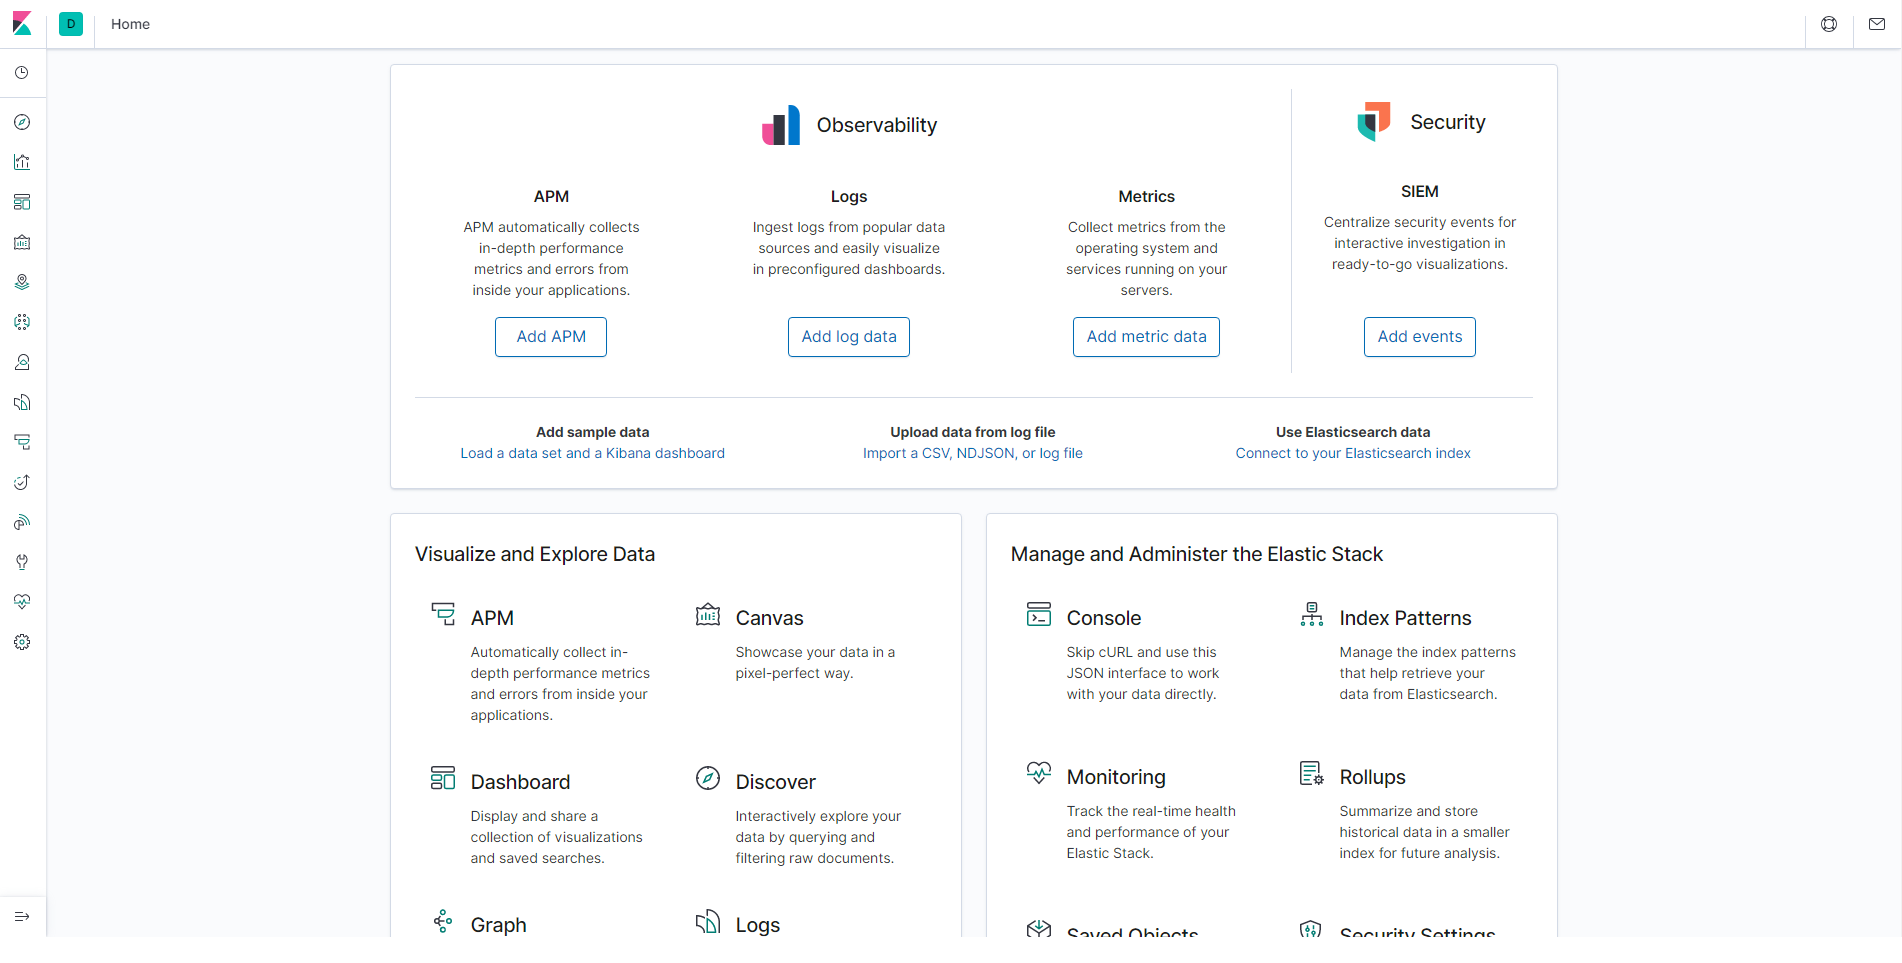 D
Home
Observability
Security
APM
APM automatically collects
in-depth performance
metrics and errors from
inside your applications.
Add APM
Logs
Ingest logs from popular data
sources and easily visualize
in preconfigured dashboards.
Add log data
Metrics
Collect metrics from the
operating system and
services running on your
servers.
Add metric data
SIEM
Centralize security events for
interactive investigation in
ready-to-go visualizations.
Add events
Add sample data
Load a data set and a Kibana dashboard
Upload data from log file
Import a CSV, NDJSON, or log file
Use Elasticsearch data
Connect to your Elasticsearch index
Visualize and Explore Data
APM
Automatically collect in-
depth performance metrics
and errors from inside your
applications.
Canvas
Showcase your data in a
pixel-perfect way.
Dashboard
Display and share a
collection of visualizations
and saved searches.
Discover
Interactively explore your
data by querying and
filtering raw documents.
Graph
Logs
Manage and Administer the Elastic Stack
Console
Skip cURL and use this
JSON interface to work
with your data directly.
Index Patterns
Manage the index patterns
that help retrieve your
data from Elasticsearch.
Monitoring
Track the real-time health
and performance of your
Elastic Stack.
Rollups
Summarize and store
historical data in a smaller
index for future analysis.
Saved Objects
Security Settings